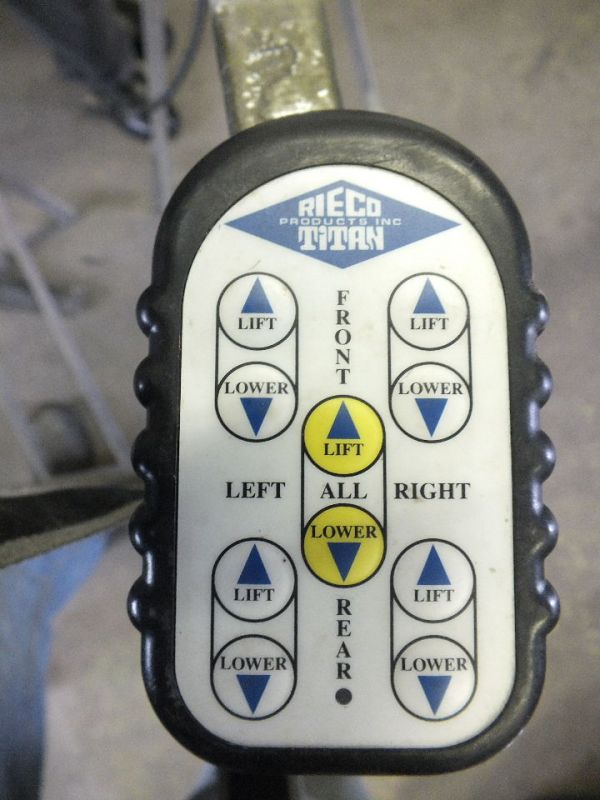 RIECO
PRODUCTS INC
TITAN
FRONT
LIFT
LIFT
LOWER
LOWER
LIFT
LEFT ALL RIGHT
LOWER
LIFT
LIFT
REAR
LOWER
LOWER